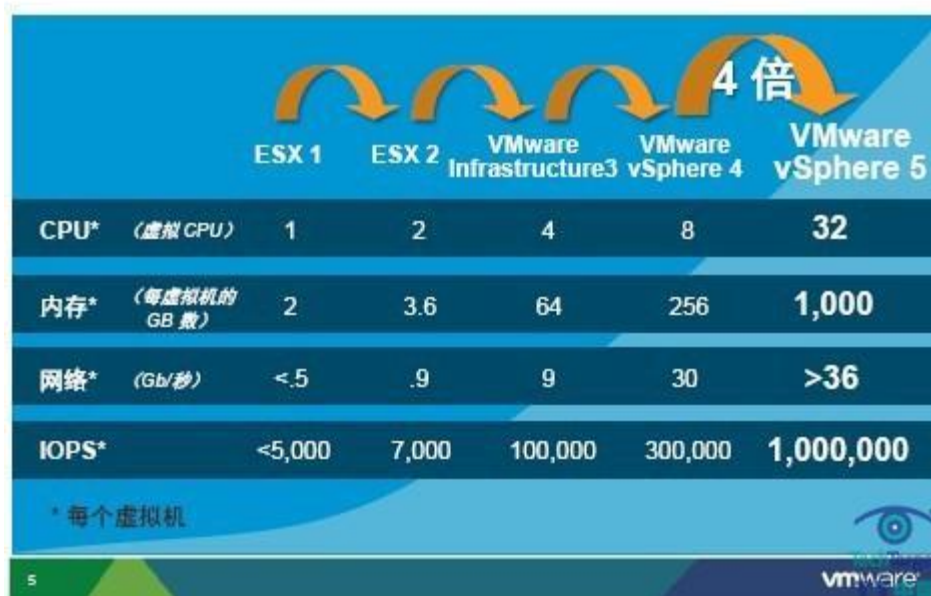 4 倍
ESX 1 ESX 2 VMware Infrastructure3 VMware vSphere 4 VMware vSphere 5
CPU* (虚拟 CPU) 1 2 4 8 32
内存* (每虚拟机的 GB 数) 2 3.6 64 256 1,000
网络* (Gb/秒) <.5 .9 9 30 >36
IOPS* <5,000 7,000 100,000 300,000 1,000,000
* 每个虚拟机
5 vmware